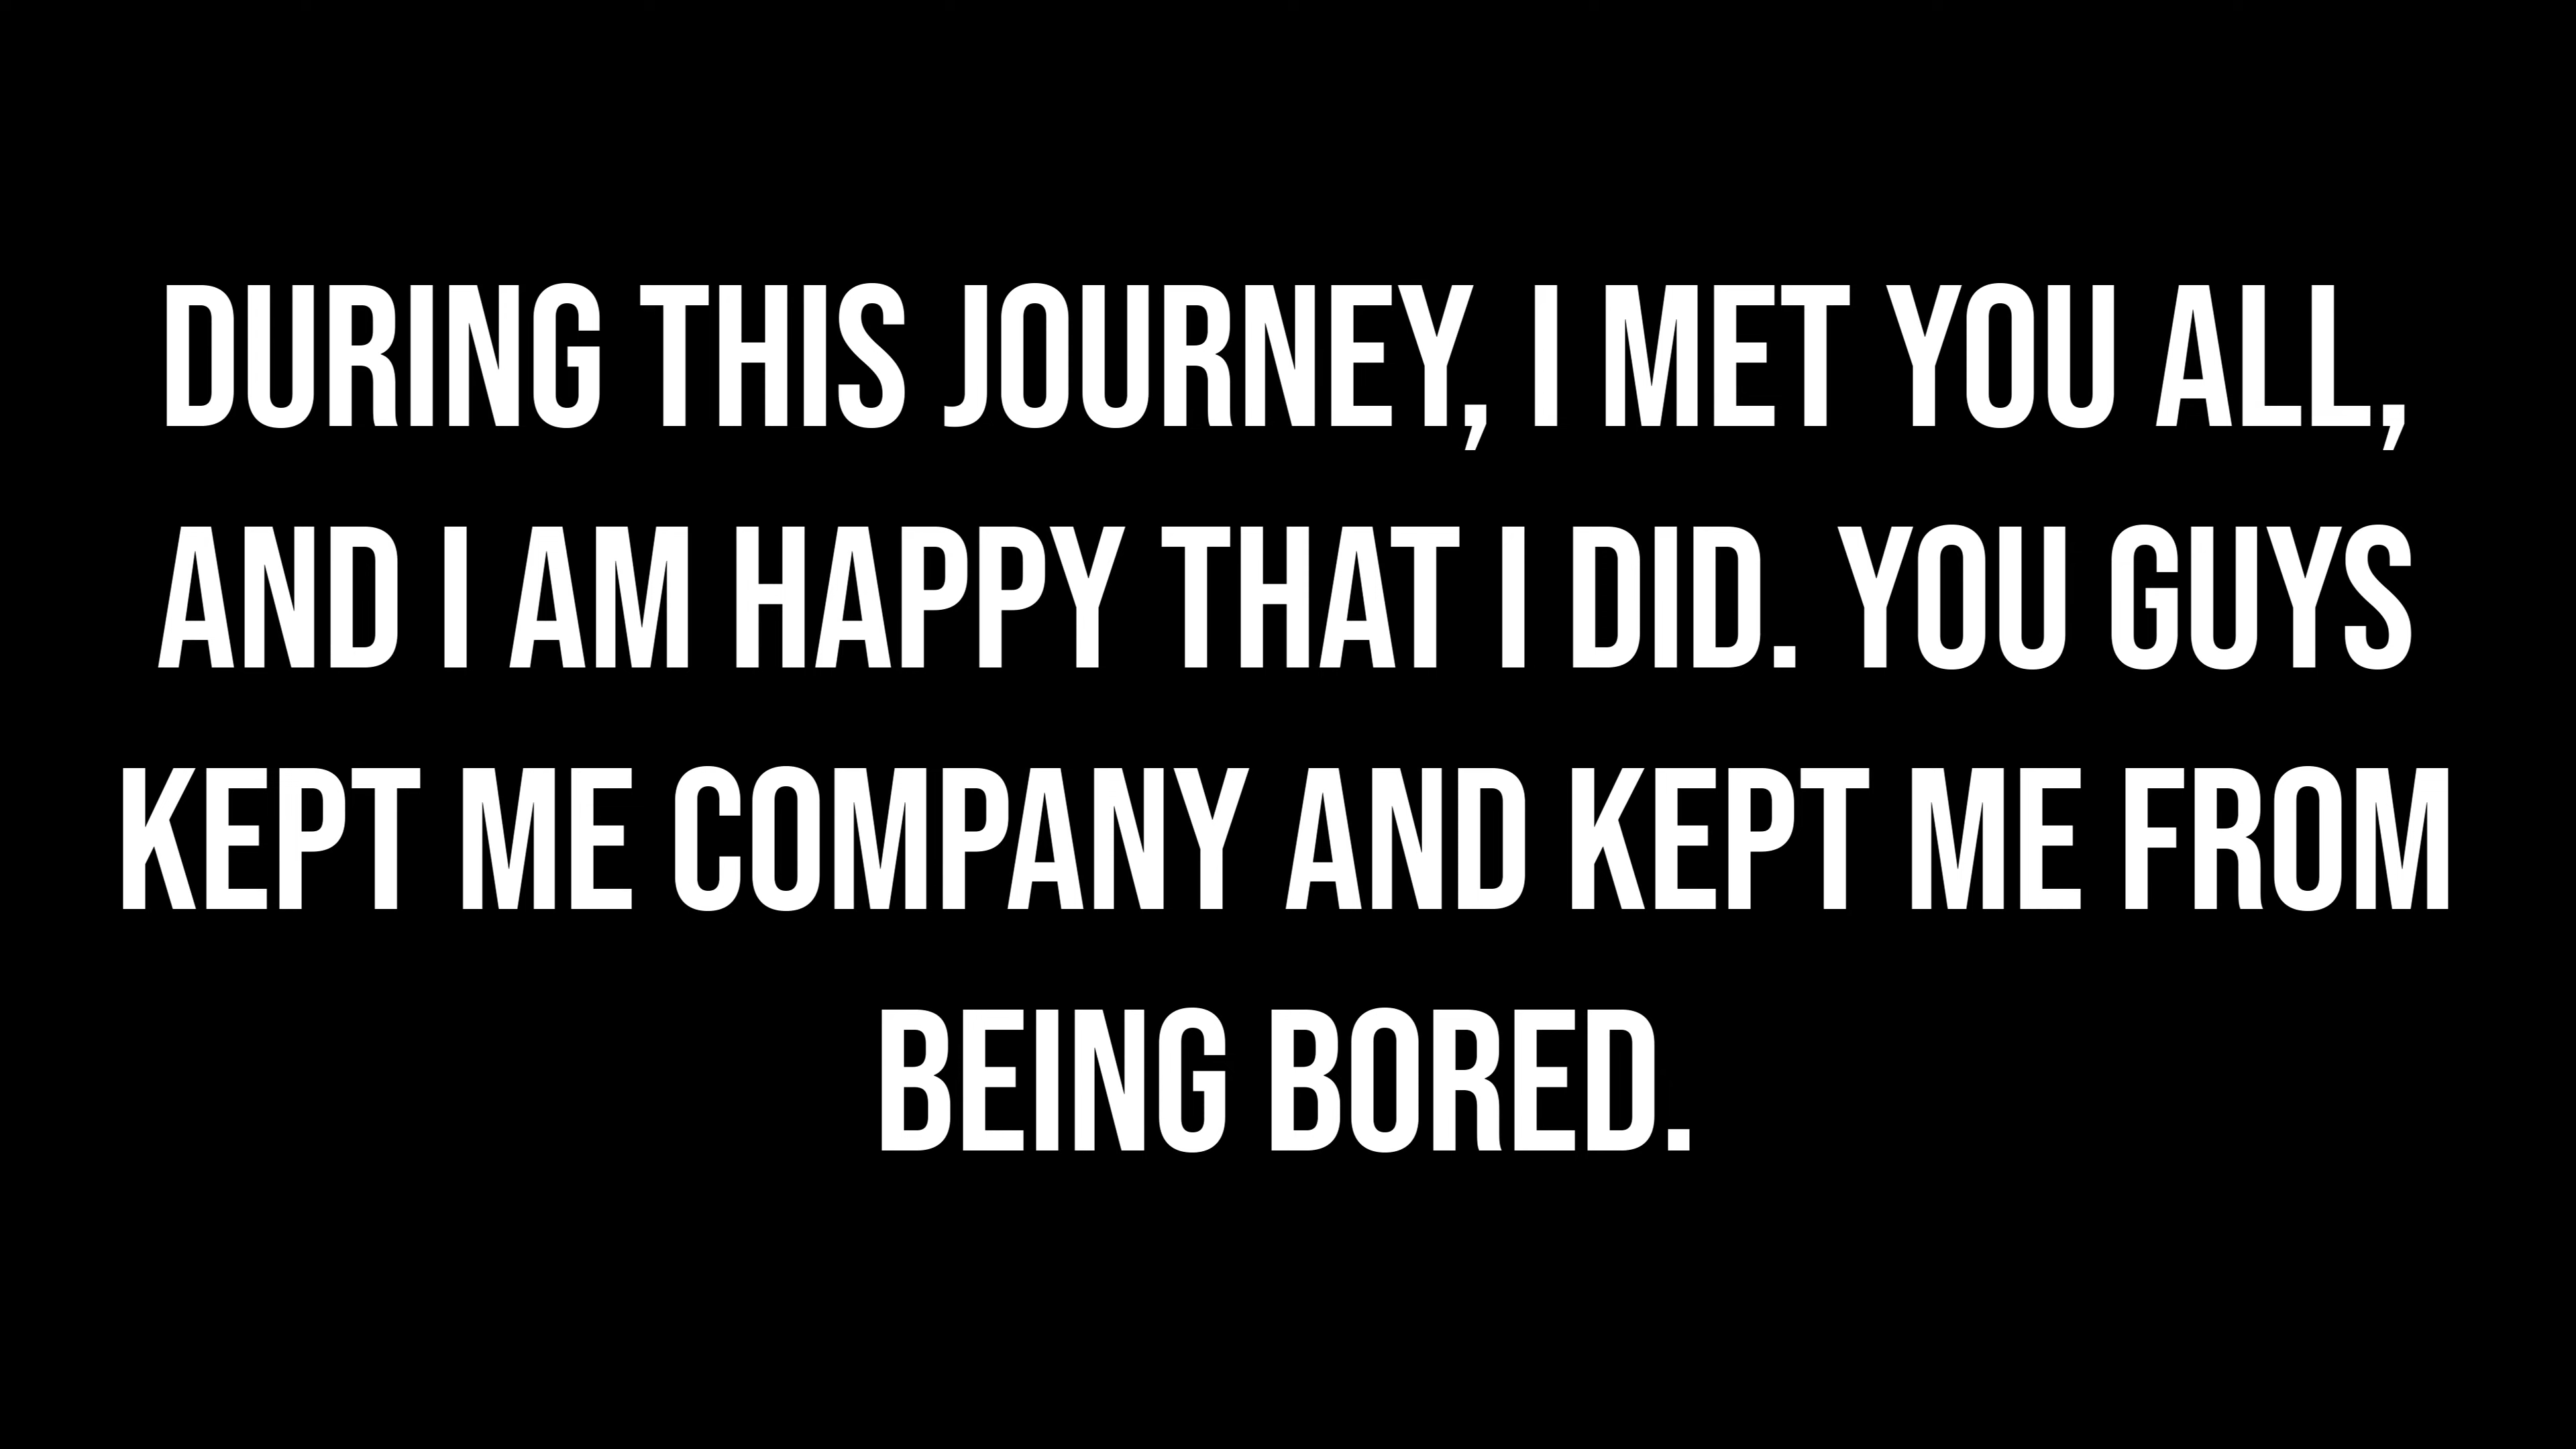 DURING THIS JOURNEY, I MET YOU ALL,
AND I AM HAPPY THAT I DID. YOU GUYS
KEPT ME COMPANY AND KEPT ME FROM
BEING BORED.